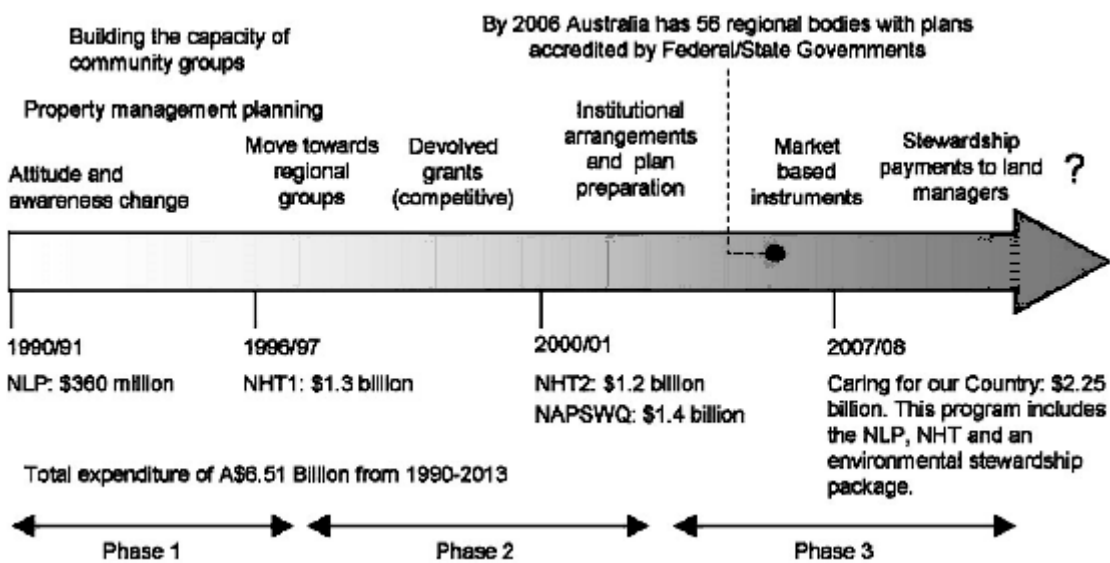 Building the capacity of
community groups
By 2006 Australia has 56 regional bodies with plans
accredited by Federal/State Governments
Property management planning
Attitude and
awareness change
Move towards
regional
groups
Devolved
grants
(competitive)
Institutional
arrangements
and plan
preparation
Market
based
instruments
Stewardship
payments to land
managers
?
1990/91
NLP: $360 million
1996/97
NHT1: $1.3 billion
2000/01
NHT2: $1.2 billion
NAPSWQ: $1.4 billion
2007/08
Caring for our Country: $2.25
billion. This program includes
the NLP, NHT and an
environmental stewardship
package.
Total expenditure of A$6.51 Billion from 1990-2013
Phase 1
Phase 2
Phase 3